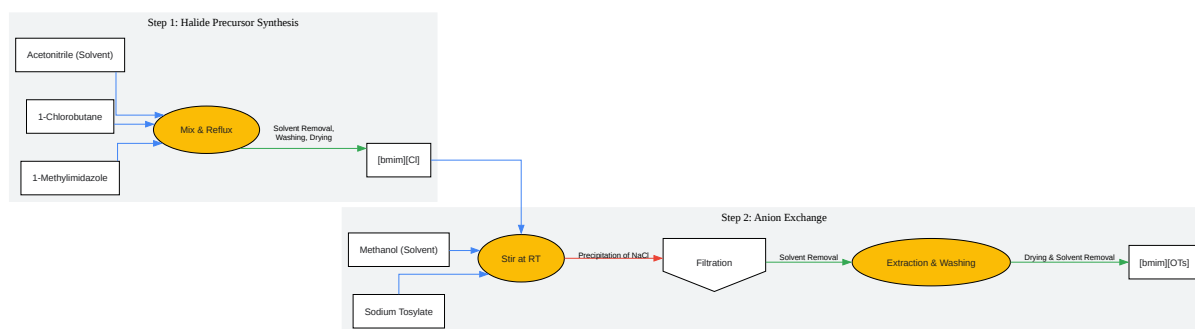 Step 1: Halide Precursor Synthesis
Acetonitrile (Solvent)
1-Chlorobutane
1-Methylimidazole
Mix & Reflux
Solvent Removal,
Washing, Drying
[bmim][Cl]
Step 2: Anion Exchange
Methanol (Solvent)
Sodium Tosylate
Stir at RT
Precipitation of NaCl
Filtration
Solvent Removal
Extraction & Washing
Drying & Solvent Removal
[bmim][OTs]